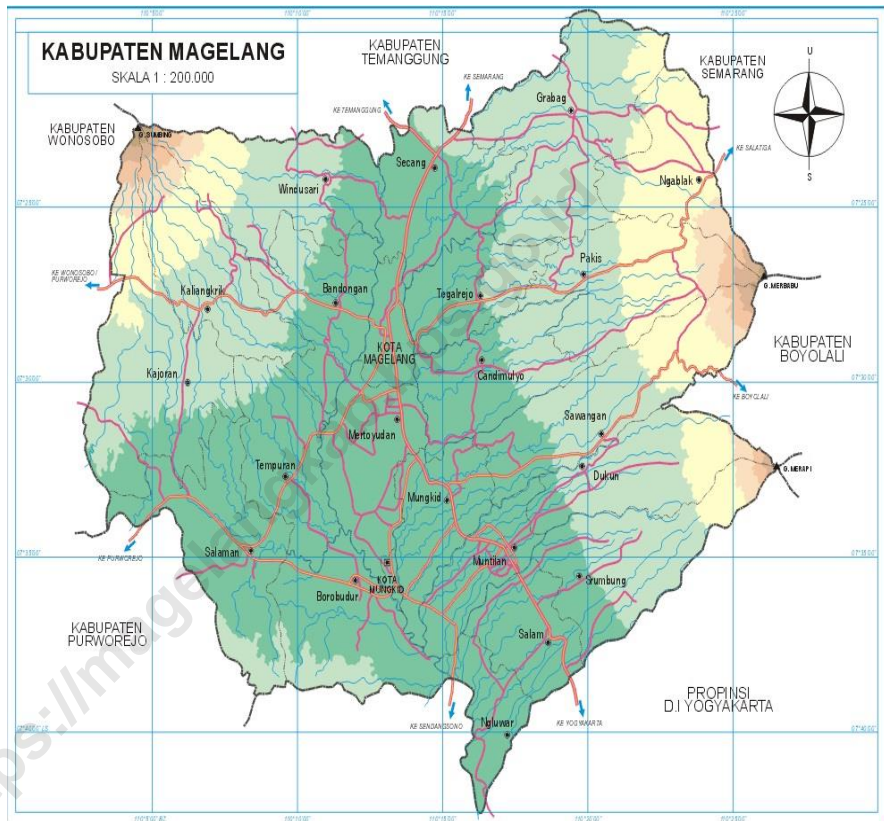 KABUPATEN MAGELANG
SKALA 1 : 200.000
KABUPATEN
TEMANGGUNG
KABUPATEN
SEMARANG
KABUPATEN
WONOSOBO
U
S
KE TEMANGGUNG
KE SEMARANG
KE SALATIGA
G. SUMBING
Grabag
Secang
Windusari
Ngablak
KE WONOSOBO /
PURWOREJO
Kaliangkrik
Bandongan
Tegalrejo
Pakis
G. MERBABU
KOTA
MAGELANG
KABUPATEN
BOYOLALI
Kajoran
Candimulyo
KE BOYOLALI
Mertoyudan
Sawangan
Tempuran
Dukun
G. MERAPI
Mungkid
KE PURWOREJO
Salaman
Muntilan
Borobudur
KOTA
MUNGKID
Srumbung
KABUPATEN
PURWOREJO
Salam
PROPINSI
D.I YOGYAKARTA
KE SENDANGSONO
KE YOGYAKARTA
Ngluwar